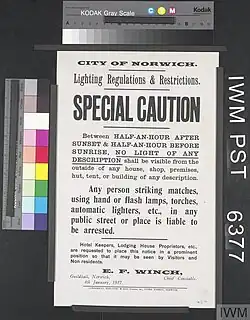 KODAK Gray Scale
Kodak
CITY OF NORWICH.
Lighting Regulations & Restrictions.
SPECIAL CAUTION
Between HALF-AN-HOUR AFTER
SUNSET & HALF-AN-HOUR BEFORE
SUNRISE, NO LIGHT OF ANY
DESCRIPTION shall be visible from the
outside of any house, shop, premises,
hut, tent, or building of any description.
Any person striking matches,
using hand or flash lamps, torches,
automatic lighters, etc., in any
public street or place is liable to
be arrested.
Hotel Keepers, Lodging House Proprietors, etc.,
are requested to place this notice in a prominent
position so that it may be seen by Visitors and
Non residents.
E. F. WINCH,
Guildhall, Norwich, Chief Constable.
4th January, 1917.
IWM PST 6377
IWM